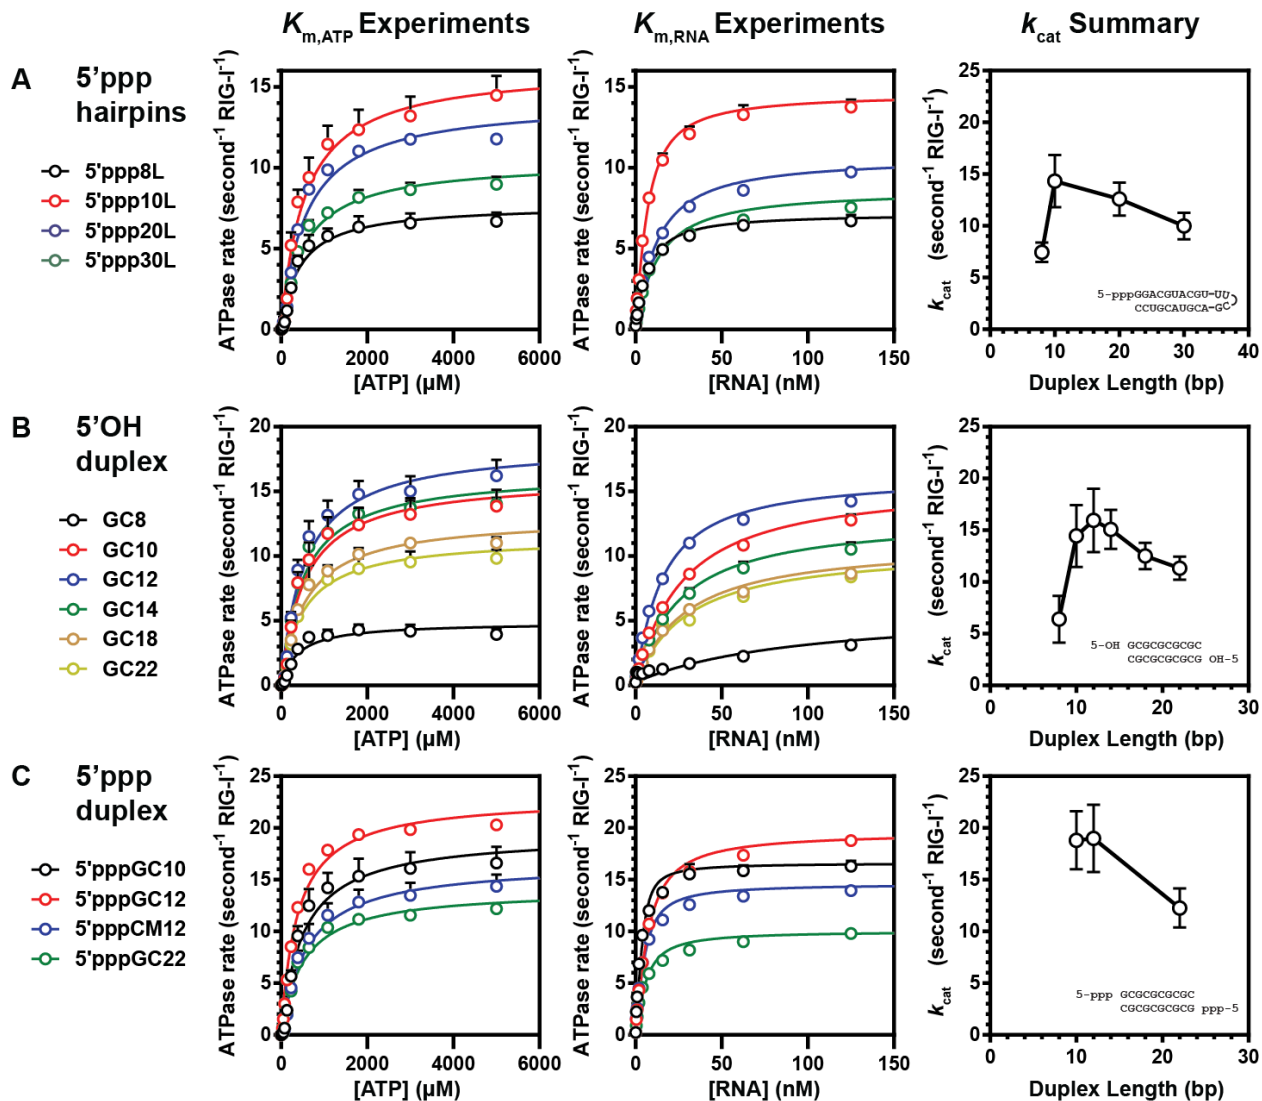 K m,ATP Experiments
K m,RNA Experiments
k cat Summary
A
5'ppp
hairpins
5'ppp8L
5'ppp10L
5'ppp20L
5'ppp30L
ATPase rate (second-1 RIG-I-1)
15
10
5
0
0 2000 4000 6000
[ATP] (µM)
ATPase rate (second-1 RIG-I-1)
15
10
5
0
0 50 100 150
[RNA] (nM)
kcat (second-1 RIG-I-1)
25
20
15
10
5
0
5-pppGGACGUACGU-UU
CCUGCAUGCA-GC
0 10 20 30 40
Duplex Length (bp)
B
5'OH
duplex
GC8
GC10
GC12
GC14
GC18
GC22
ATPase rate (second-1 RIG-I-1)
20
15
10
5
0
0 2000 4000 6000
[ATP] (µM)
ATPase rate (second-1 RIG-I-1)
20
15
10
5
0
0 50 100 150
[RNA] (nM)
kcat (second-1 RIG-I-1)
25
20
15
10
5
0
5-OH GCGCGCGCGC
CGCGCGCGCG OH-5
0 10 20 30
Duplex Length (bp)
C
5'ppp
duplex
5'pppGC10
5'pppGC12
5'pppCM12
5'pppGC22
ATPase rate (second-1 RIG-I-1)
25
20
15
10
5
0
0 2000 4000 6000
[ATP] (µM)
ATPase rate (second-1 RIG-I-1)
25
20
15
10
5
0
0 50 100 150
[RNA] (nM)
kcat (second-1 RIG-I-1)
25
20
15
10
5
0
5-ppp GCGCGCGCGC
CGCGCGCGCG ppp-5
0 10 20 30
Duplex Length (bp)